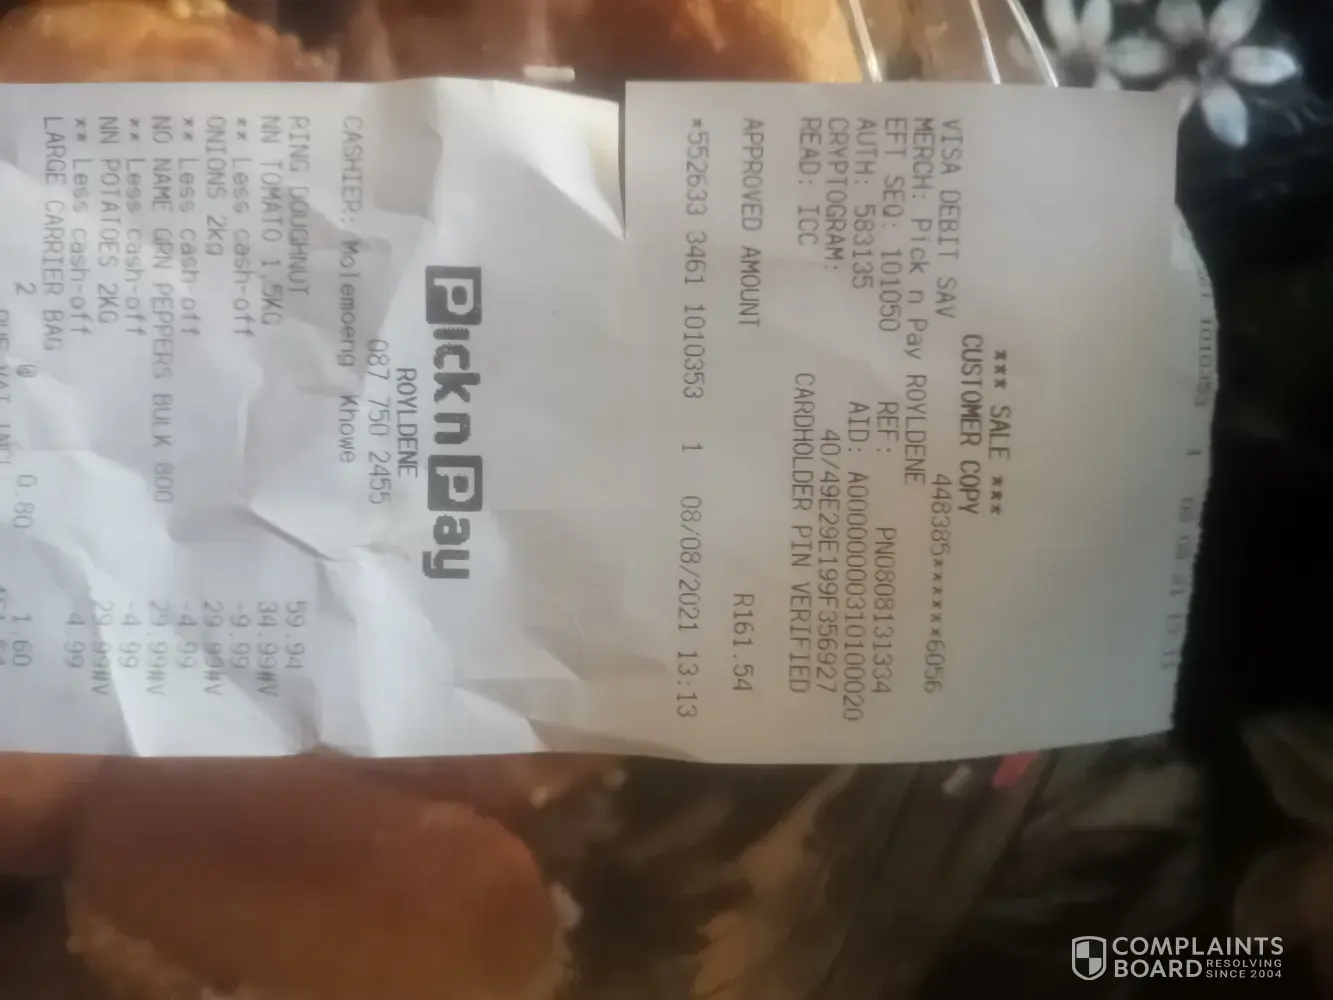 *** SALE ***
CUSTOMER COPY
VISA DEBIT SAV 448385*******6056
MERCH: Pick n Pay ROYLDENE
EFT SEQ: 101050 REF: PN0808131334
AUTH: 583135 AID: A0000000310100020
CRYPTOGRAM: 40/49E29E199F356927
READ: ICC CARDHOLDER PIN VERIFIED
APPROVED AMOUNT R161.54
*552633 3461 1010353 1 08/08/2021 13:13
Pick n Pay
ROYLDENE
087 750 2455
CASHIER: Molemoeng Khowe
RING DOUGHNUT 59.94
NN TOMATO 1.5KG 34.99#V
** Less cash-off -9.99
ONIONS 2KG 29.99#V
** Less cash-off -4.99
NO NAME GRN PEPPERS BULK 800 29.99#V
** Less cash-off -4.99
NN POTATOES 2KG 29.99#V
** Less cash-off -4.99
LARGE CARRIER BAG
2 @ 0.80 1.60
COMPLAINTS
BOARD RESOLVING
SINCE 2004